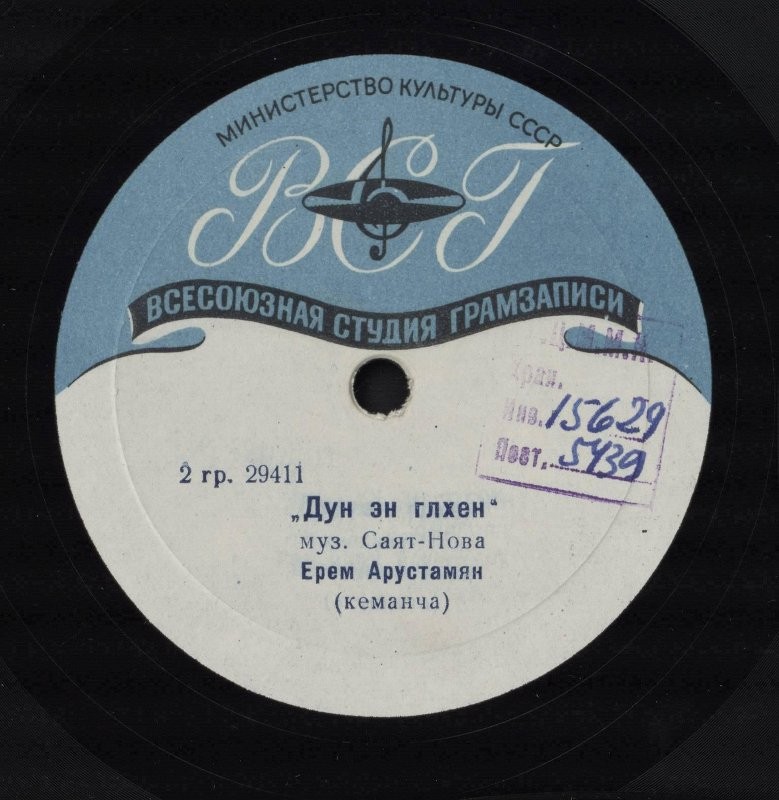 МИНИСТЕРСТВО КУЛЬТУРЫ СССР
ВСГ
ВСЕСОЮЗНАЯ СТУДИЯ ГРАМЗАПИСИ
Инв. 15629
Пост. 5439
2 гр. 29411
„Дун эн глхен“
муз. Саят-Нова
Ерем Арустамян
(кеманча)